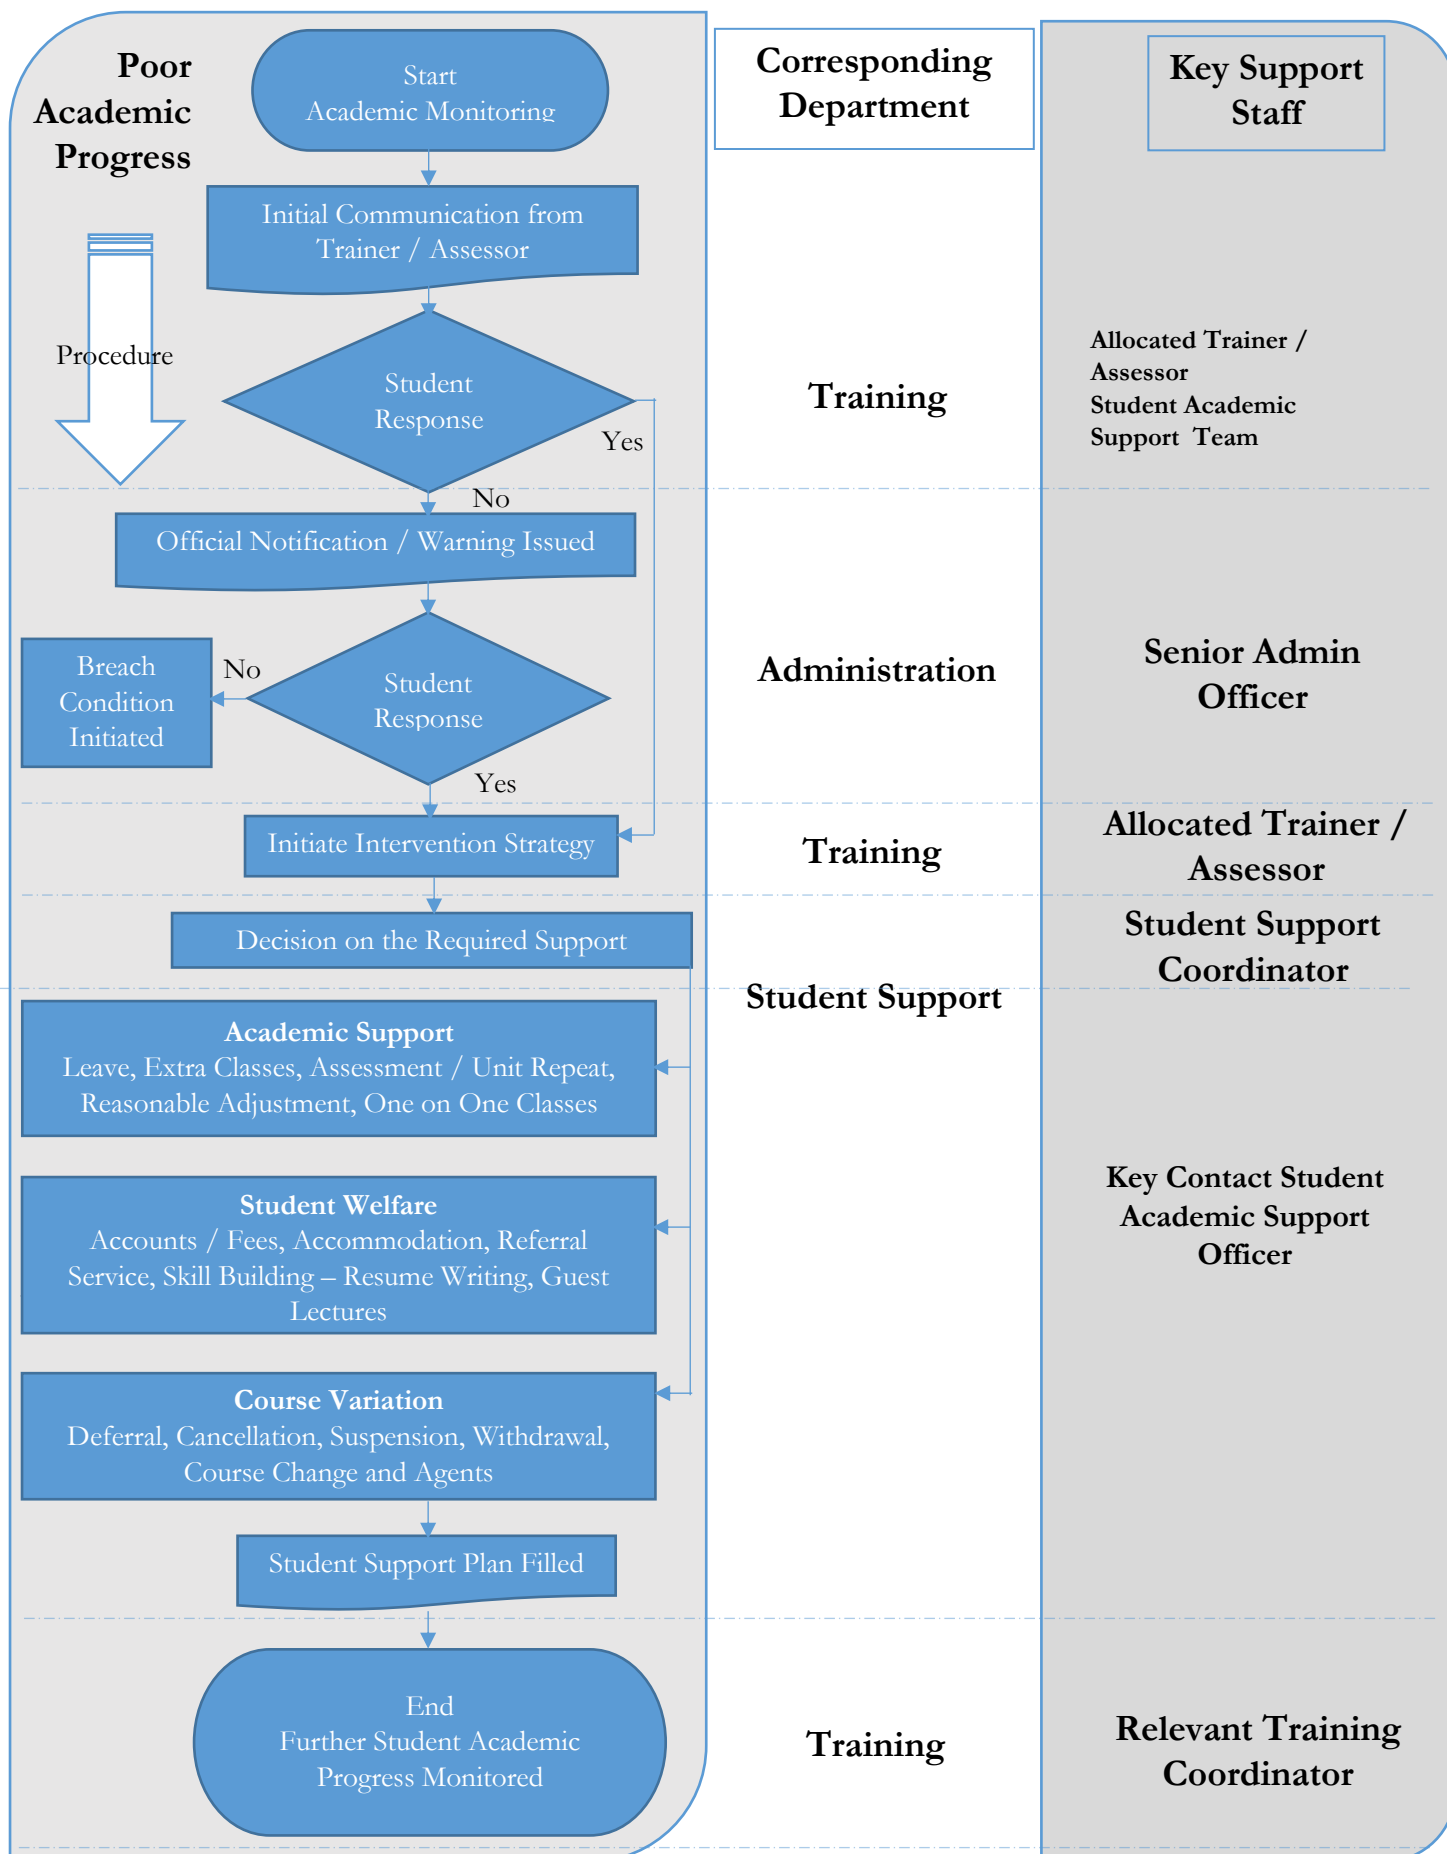 Poor
Academic
Progress
Start
Academic Monitoring
Corresponding
Department
Key Support
Staff
Initial Communication from
Trainer / Assessor
Procedure
Student
Response
Yes
No
Training
Allocated Trainer /
Assessor
Student Academic
Support Team
Official Notification / Warning Issued
Breach
Condition
Initiated
No
Student
Response
Yes
Administration
Senior Admin
Officer
Initiate Intervention Strategy
Training
Allocated Trainer /
Assessor
Decision on the Required Support
Student Support
Student Support
Coordinator
Academic Support
Leave, Extra Classes, Assessment / Unit Repeat,
Reasonable Adjustment, One on One Classes
Student Welfare
Accounts / Fees, Accommodation, Referral
Service, Skill Building – Resume Writing, Guest
Lectures
Key Contact Student
Academic Support
Officer
Course Variation
Deferral, Cancellation, Suspension, Withdrawal,
Course Change and Agents
Student Support Plan Filled
End
Further Student Academic
Progress Monitored
Training
Relevant Training
Coordinator